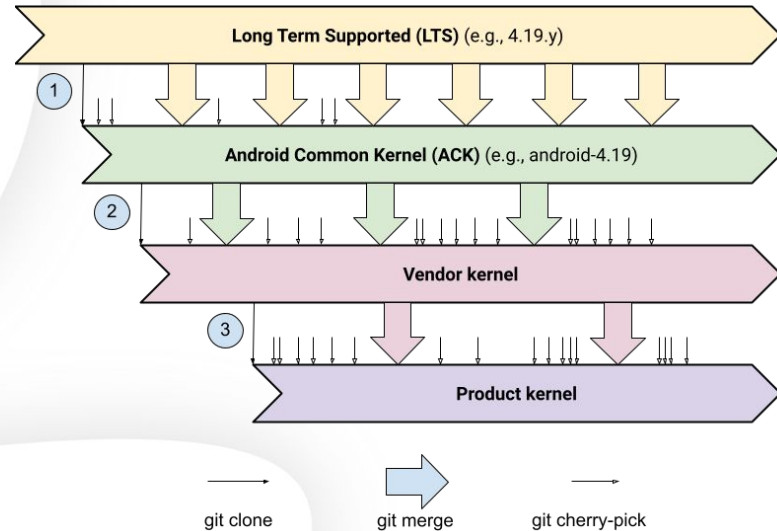 Long Term Supported (LTS) (e.g., 4.19.y)
1
Android Common Kernel (ACK) (e.g., android-4.19)
2
Vendor kernel
3
Product kernel
git clone
git merge
git cherry-pick